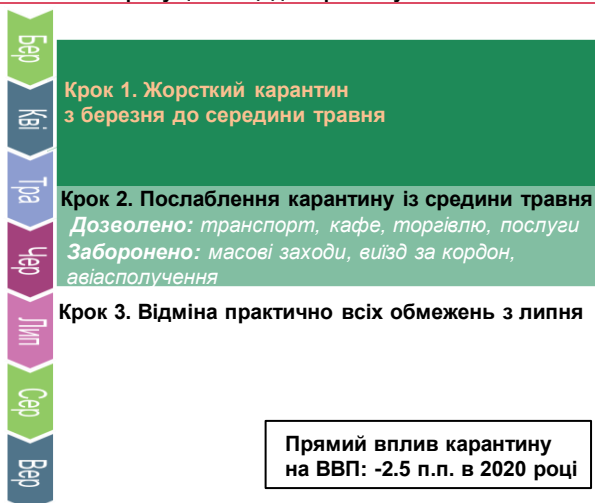 Бер
Кві
Тра
Чер
Лип
Сер
Вер
Крок 1. Жорсткий карантин
з березня до середини травня
Крок 2. Послаблення карантину із средини травня
Дозволено: транспорт, кафе, торгівлю, послуги
Заборонено: масові заходи, виїзд за кордон,
авіасполучення
Крок 3. Відміна практично всіх обмежень з липня
Прямий вплив карантину
на ВВП: -2.5 п.п. в 2020 році